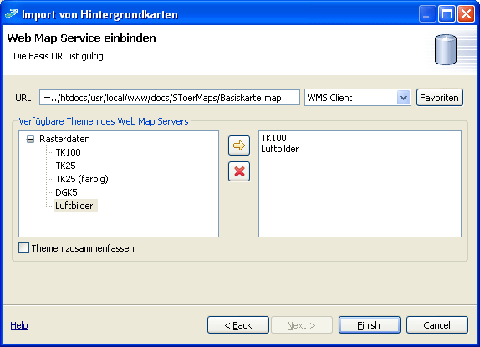 Import von Hintergrundkarten
Web Map Service einbinden
Die Basis URL ist gültig
URL
/htdocs/usr/local/www/docs/SToerMaps/Basiskarte.map
WMS Client
Favoriten
Verfügbare Themen des Web Map Servers
Rasterdaten
TK100
TK25
TK25 (farbig)
DGK5
Luftbilder
TK100
Luftbilder
Themen zusammenfassen
Help
< Back
Next >
Finish
Cancel